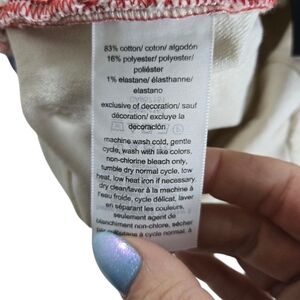 83% cotton/ coton/ algodón
16% polyester/ polyester/
poliéster
1% elastane/ élasthanne/
elastano
exclusive of decoration/ sauf
décoration/ excluye la
decoración
machine wash cold, gentle
cycle, wash with like colors,
non-chlorine bleach only,
tumble dry normal cycle, low
heat, low heat iron if necessary,
dry clean/laver à la machine à
l'eau froide, cycle délicat, laver
en séparant les couleurs,
seulement agent de
blanchiment non-chlore, sécher
à cycle normal, à